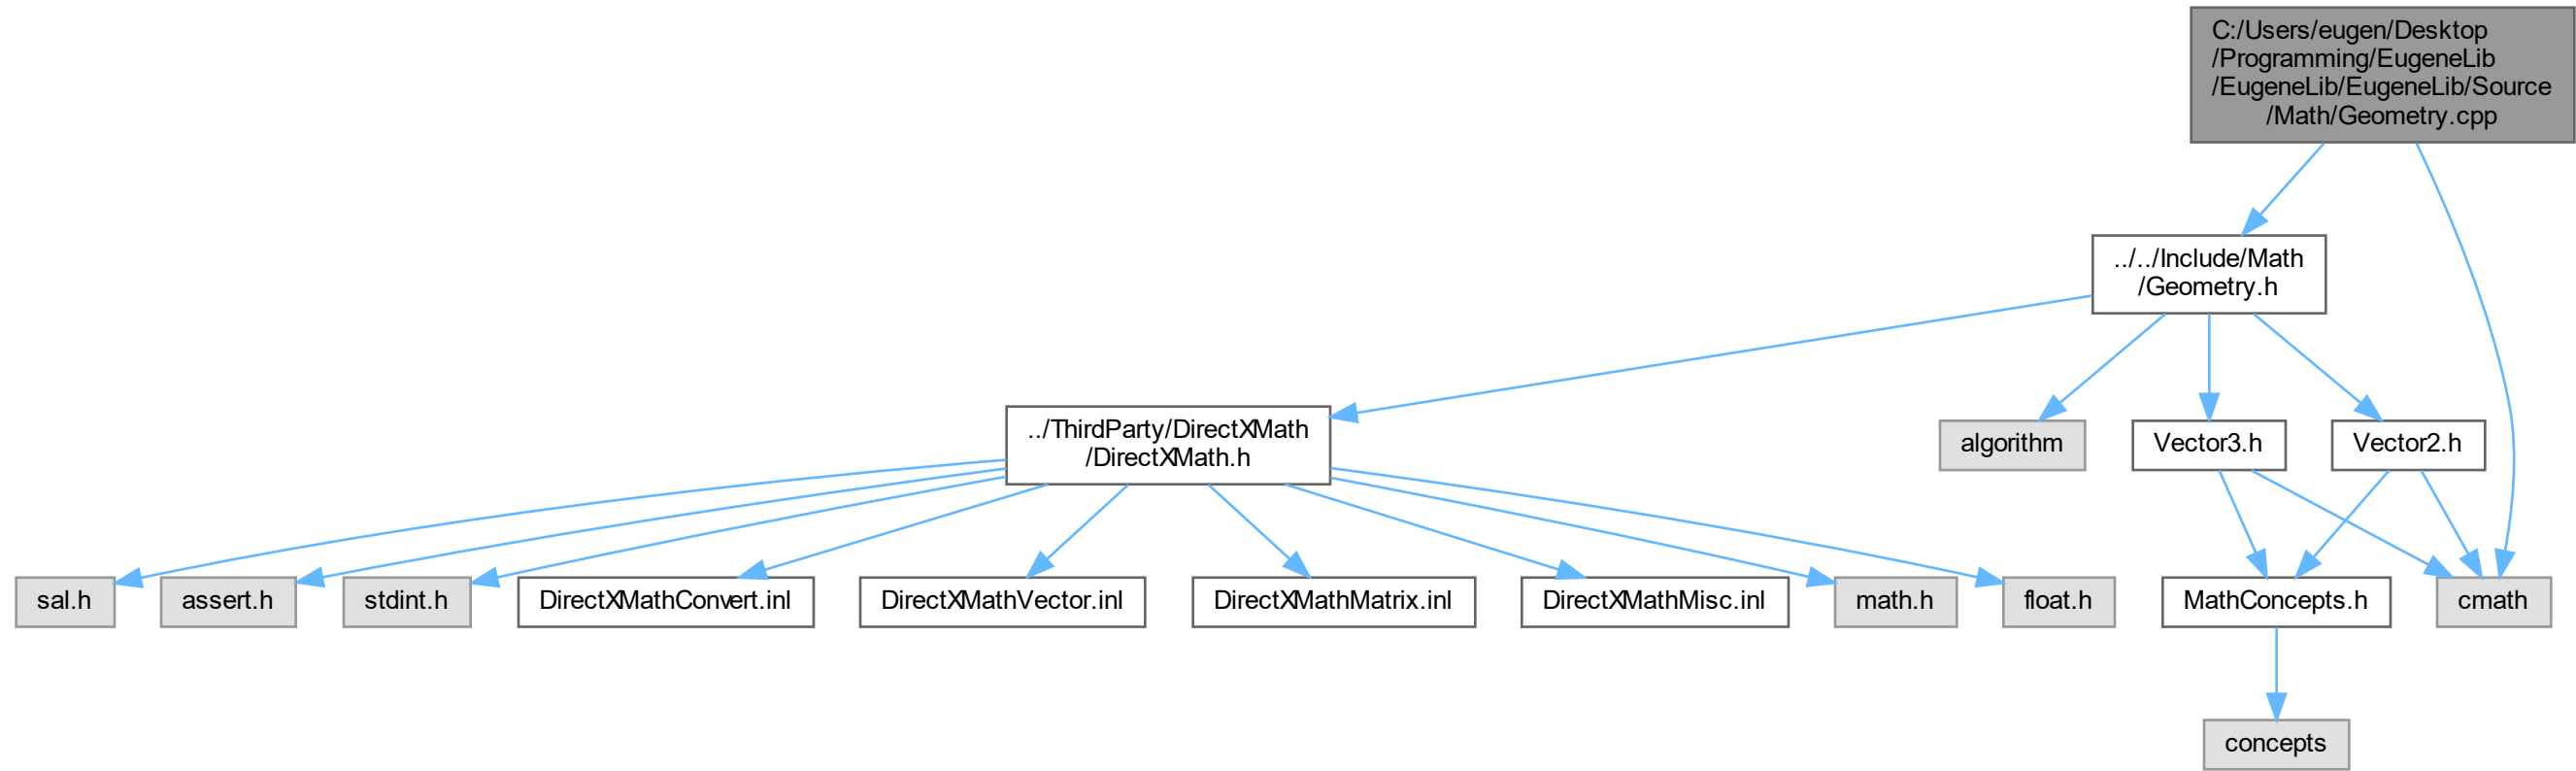 C:/Users/eugen/Desktop
/Programming/EugeneLib
/EugeneLib/EugeneLib/Source
/Math/Geometry.cpp
../../Include/Math
/Geometry.h
../ThirdParty/DirectXMath
/DirectXMath.h
algorithm
Vector3.h
Vector2.h
sal.h
assert.h
stdint.h
DirectXMathConvert.inl
DirectXMathVector.inl
DirectXMathMatrix.inl
DirectXMathMisc.inl
math.h
float.h
MathConcepts.h
cmath
concepts